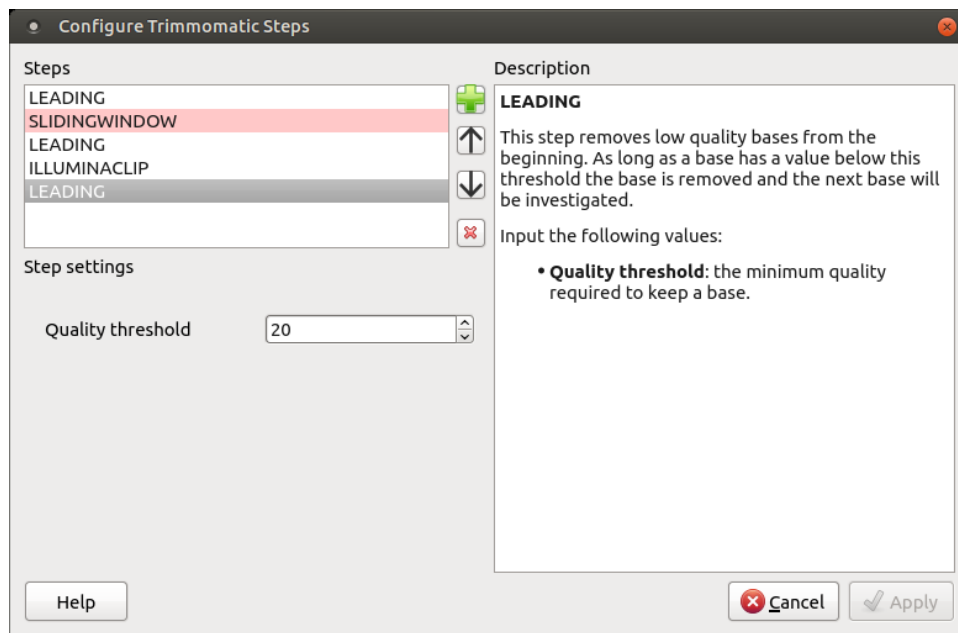 Configure Trimmomatic Steps
Steps
LEADING
SLIDINGWINDOW
LEADING
ILLUMINACLIP
LEADING
Step settings
Quality threshold
20
Description
LEADING
This step removes low quality bases from the
beginning. As long as a base has a value below this
threshold the base is removed and the next base will
be investigated.
Input the following values:
• Quality threshold: the minimum quality
required to keep a base.
Help
Cancel
Apply